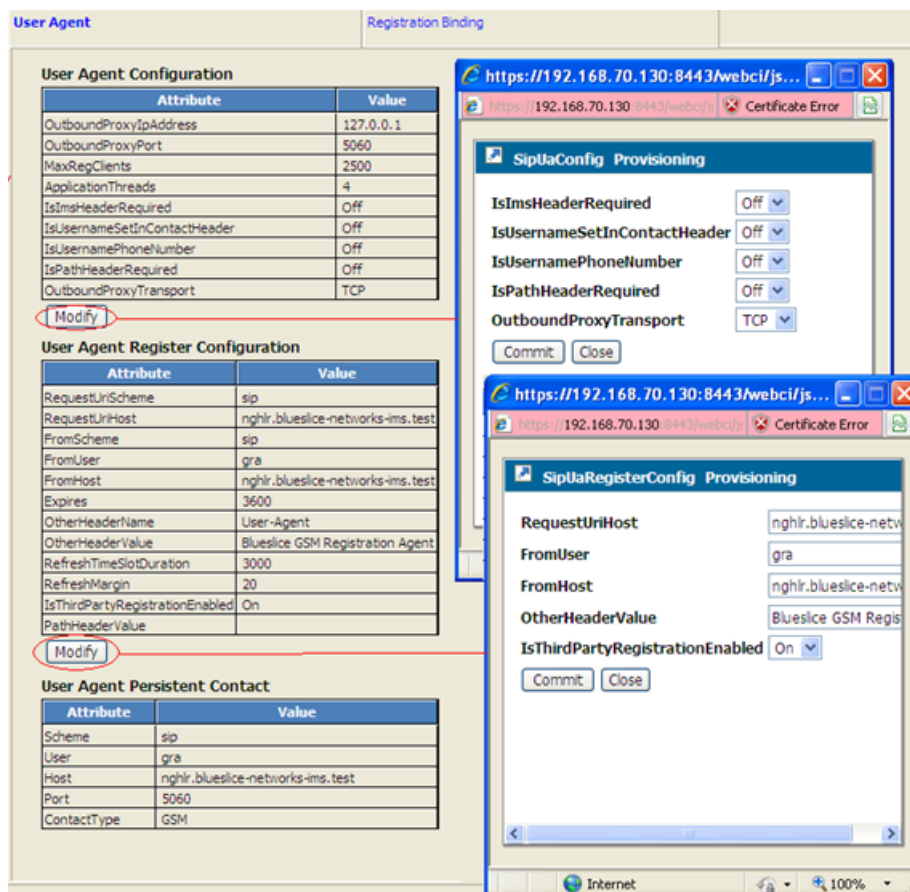 User Agent
Registration Binding
User Agent Configuration
Attribute Value
OutboundProxyIpAddress 127.0.0.1
OutboundProxyPort 5060
MaxRegClients 2500
ApplicationThreads 4
IsImsHeaderRequired Off
IsUsernameSetInContactHeader Off
IsUsernamePhoneNumber Off
IsPathHeaderRequired Off
OutboundProxyTransport TCP
Modify
User Agent Register Configuration
Attribute Value
RequestUriScheme sip
RequestUriHost nghlr.blueslice-networks-ims.test
FromScheme sip
FromUser gra
FromHost nghlr.blueslice-networks-ims.test
Expires 3600
OtherHeaderName User-Agent
OtherHeaderValue Blueslice GSM Registration Agent
RefreshTimeSlotDuration 3000
RefreshMargin 20
IsThirdPartyRegistrationEnabled On
PathHeaderValue
Modify
User Agent Persistent Contact
Attribute Value
Scheme sip
User gra
Host nghlr.blueslice-networks-ims.test
Port 5060
ContactType GSM
https://192.168.70.130:8443/webci/js...
https://192.168.70.130:8443/webci/j Certificate Error
SipUaConfig Provisioning
IsImsHeaderRequired Off
IsUsernameSetInContactHeader Off
IsUsernamePhoneNumber Off
IsPathHeaderRequired Off
OutboundProxyTransport TCP
Commit Close
https://192.168.70.130:8443/webci/js...
https://192.168.70.130:8443/webci/j Certificate Error
SipUaRegisterConfig Provisioning
RequestUriHost nghlr.blueslice-netw
FromUser gra
FromHost nghlr.blueslice-netw
OtherHeaderValue Blueslice GSM Regis
IsThirdPartyRegistrationEnabled On
Commit Close
Internet 100%